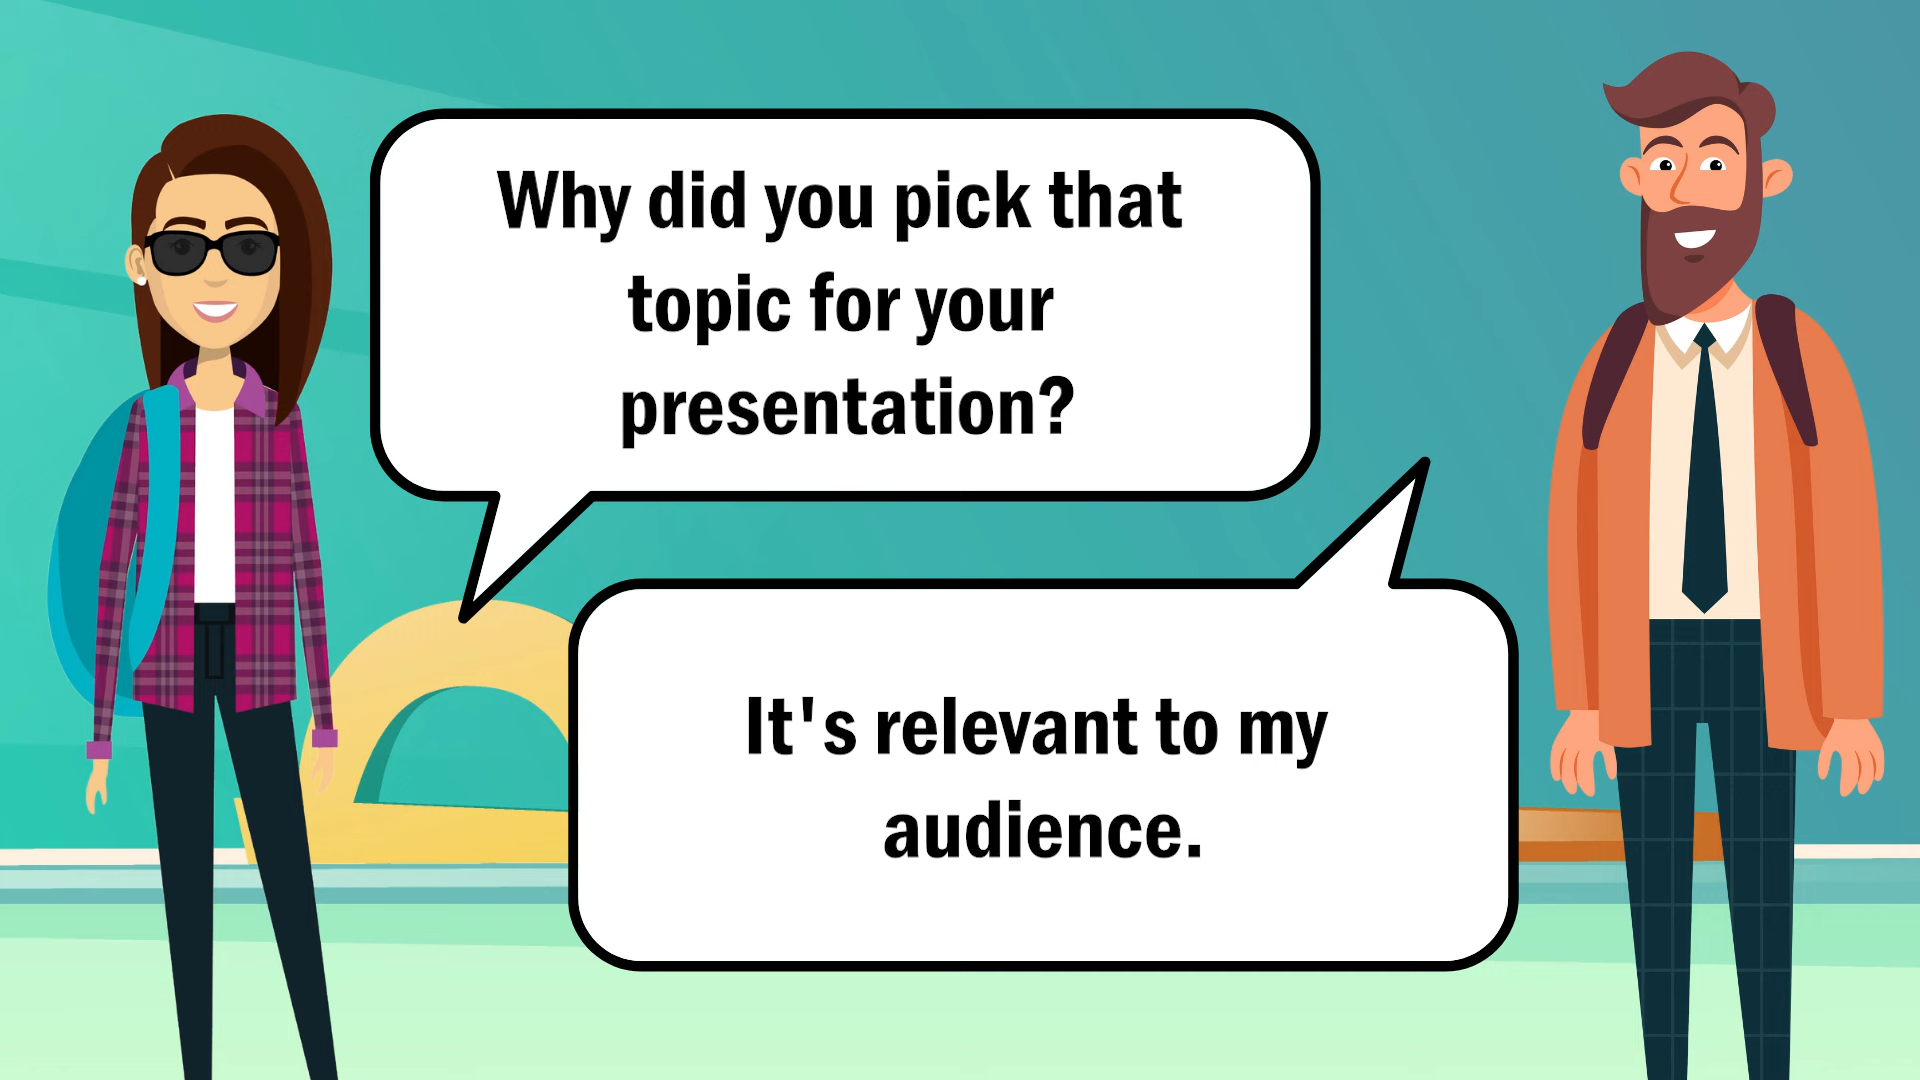 Why did you pick that
topic for your
presentation?
It's relevant to my
audience.